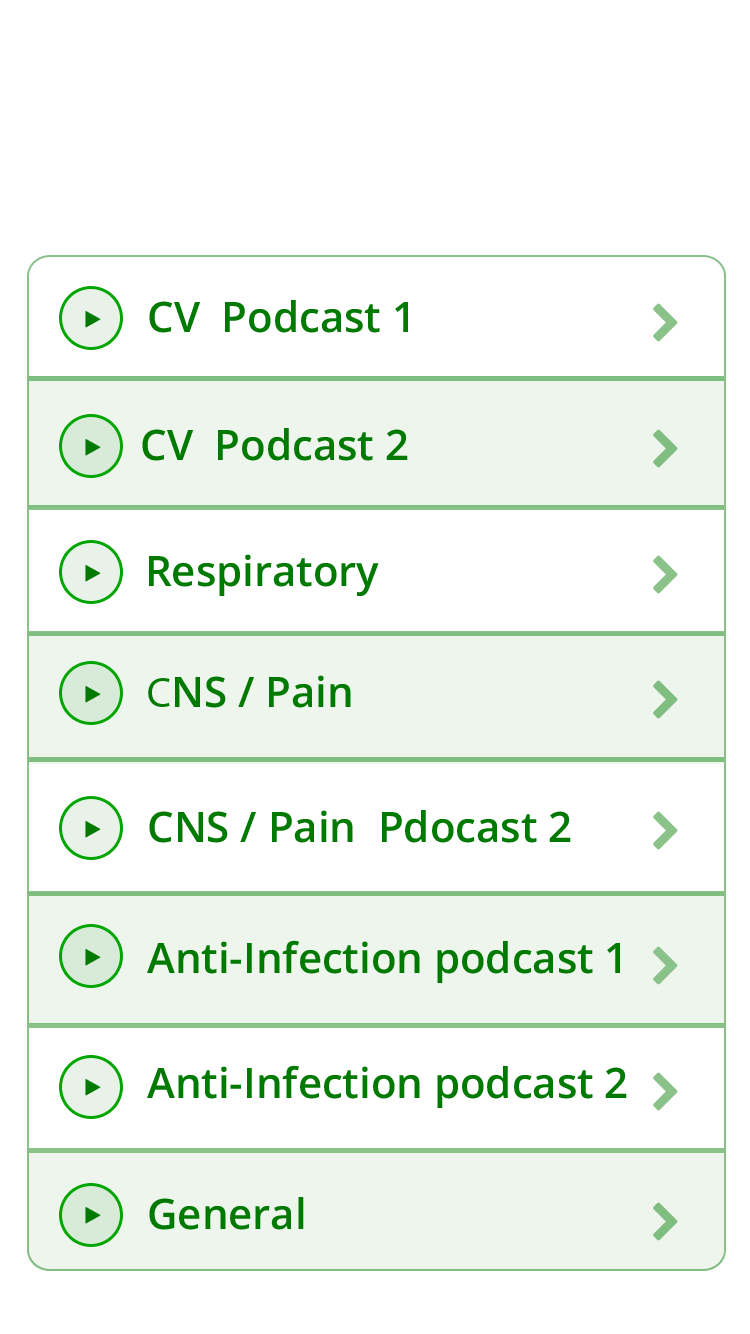 CV  Podcast 1
CV  Podcast 2
Respiratory
CNS / Pain
CNS / Pain  Pdocast 2
Anti-Infection podcast 1
Anti-Infection podcast 2
General